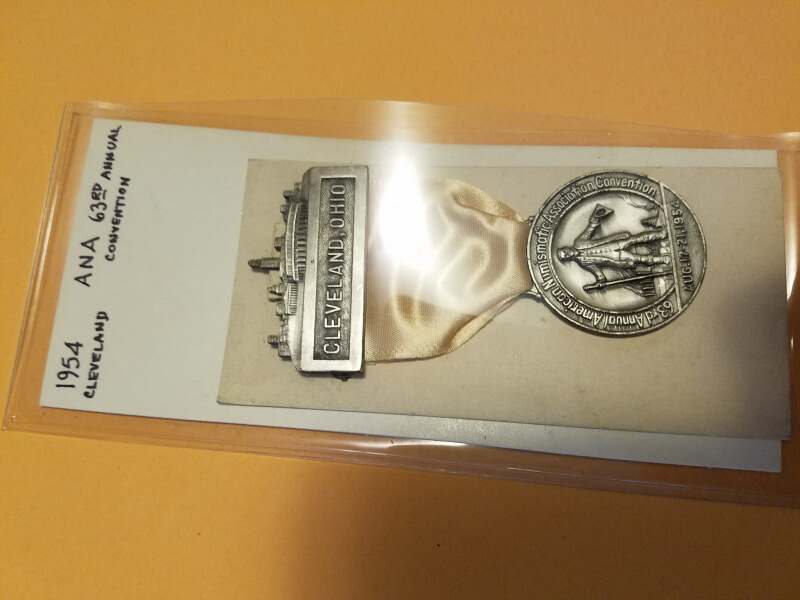 1954 ANA 63RD ANNUAL
CLEVELAND CONVENTION
CLEVELAND, OHIO
63rd Annual American Numismatic Association Convention
AUG.17-21,1954